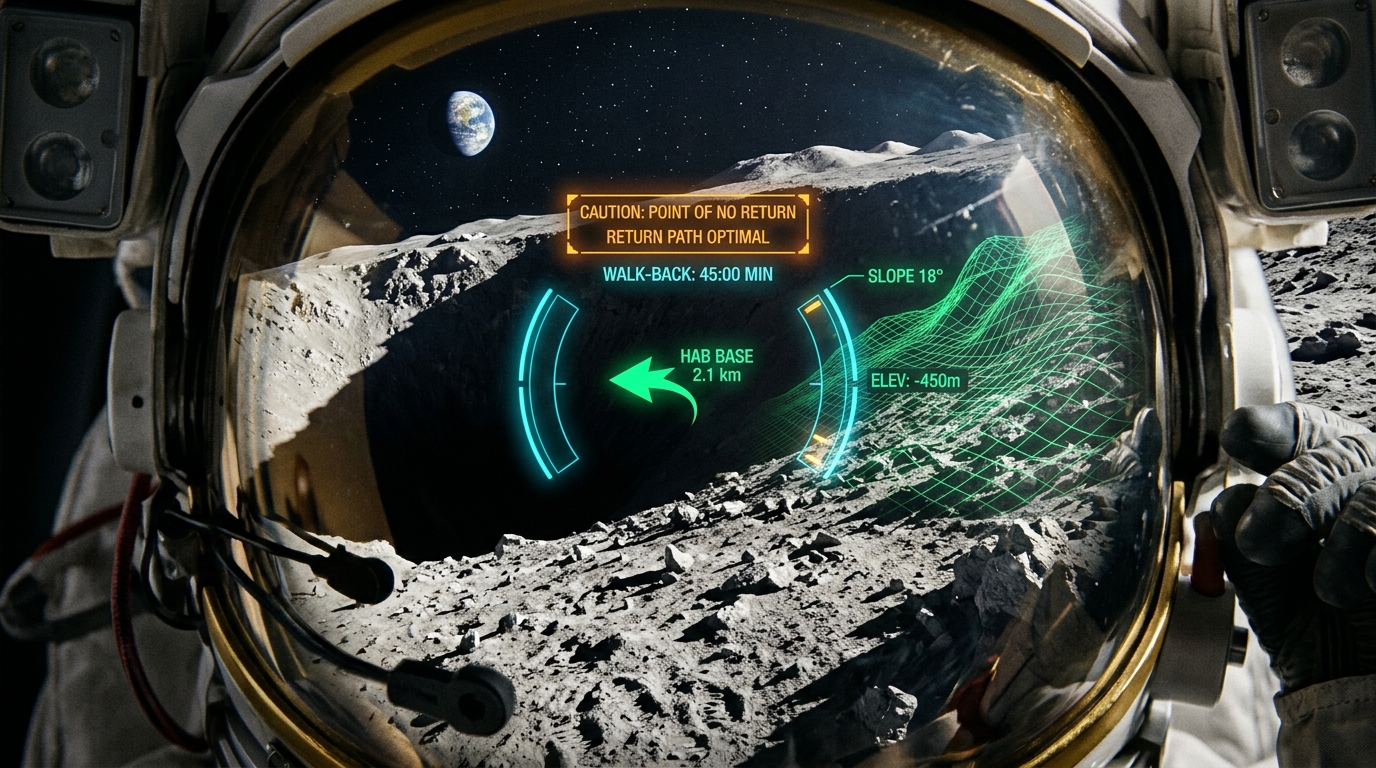 CAUTION: POINT OF NO RETURN
RETURN PATH OPTIMAL
WALK-BACK: 45:00 MIN
SLOPE 18°
HAB BASE
2.1 km
ELEV: -450m